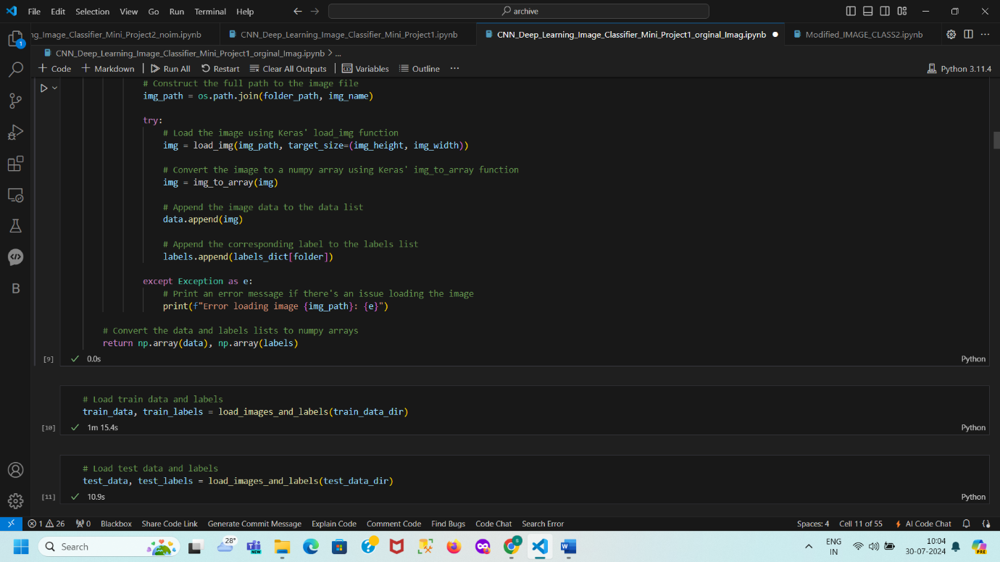 File Edit Selection View Go Run Terminal Help archive
ng_Image_Classifier_Mini_Project2_noim.ipynb CNN_Deep_Learning_Image_Classifier_Mini_Project1.ipynb CNN_Deep_Learning_Image_Classifier_Mini_Project1_orginal_Imag.ipynb Modified_IMAGE_CLASS2.ipynb
CNN_Deep_Learning_Image_Classifier_Mini_Project1_orginal_Imag.ipynb > ...
+ Code + Markdown Run All Restart Clear All Outputs Variables Outline ... Python 3.11.4
# Construct the full path to the image file
img_path = os.path.join(folder_path, img_name)
try:
# Load the image using Keras' load_img function
img = load_img(img_path, target_size=(img_height, img_width))
# Convert the image to a numpy array using Keras' img_to_array function
img = img_to_array(img)
# Append the image data to the data list
data.append(img)
# Append the corresponding label to the labels list
labels.append(labels_dict[folder])
except Exception as e:
# Print an error message if there's an issue loading the image
print(f"Error loading image {img_path}: {e}")
# Convert the data and labels lists to numpy arrays
return np.array(data), np.array(labels)
[9] 0.0s Python
# Load train data and labels
train_data, train_labels = load_images_and_labels(train_data_dir)
[10] 1m 15.4s Python
# Load test data and labels
test_data, test_labels = load_images_and_labels(test_data_dir)
[11] 10.9s Python
1
B
1 26 0 Blackbox Share Code Link Generate Commit Message Explain Code Comment Code Find Bugs Code Chat Search Error Spaces: 4 Cell 11 of 55 AI Code Chat
Search 28° NEW 5 ENG IN 10:04 30-07-2024 PRE